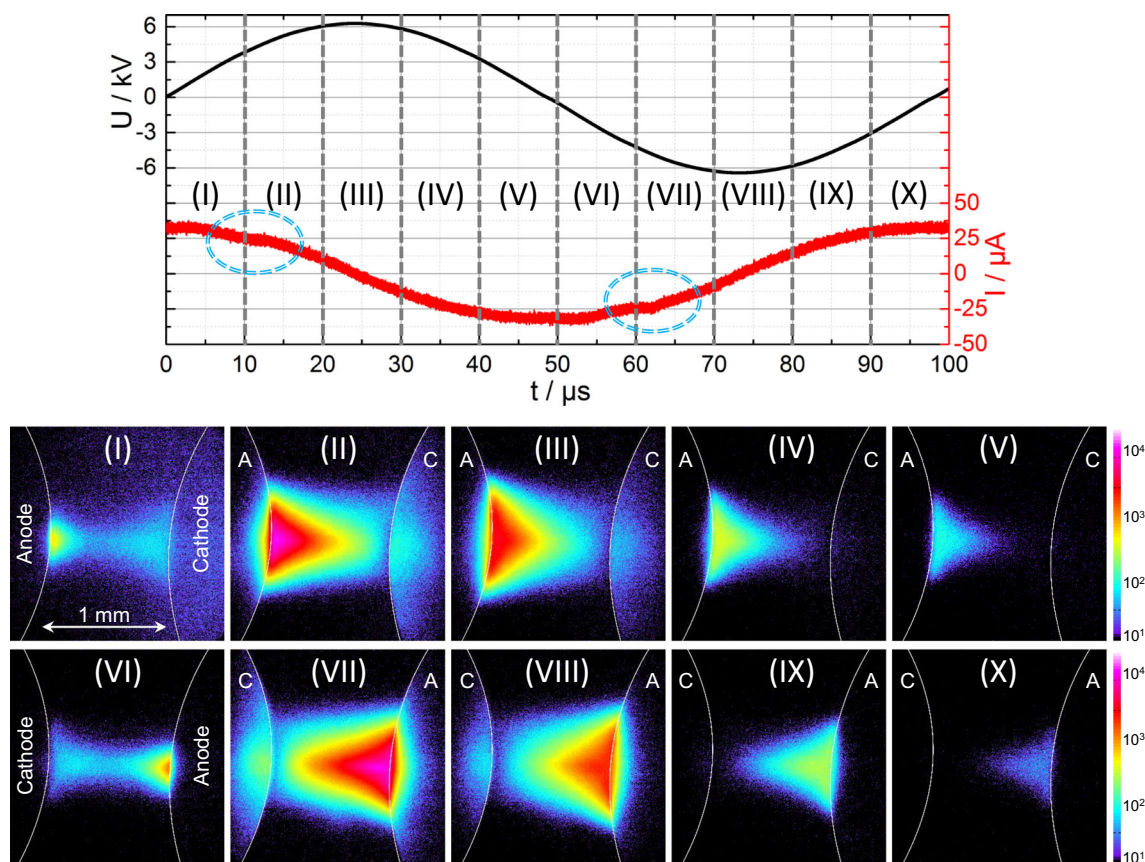 6
3
0
-3
-6
U / kV
(I) (II) (III) (IV) (V) (VI) (VII) (VIII) (IX) (X)
50
25
0
-25
-50
I / µA
0 10 20 30 40 50 60 70 80 90 100
t / µs
(I) (II) (III) (IV) (V)
Anode Cathode A C A C A C A C
1 mm
10⁴
10³
10²
10¹
(VI) (VII) (VIII) (IX) (X)
Cathode Anode C A C A C A C A
10⁴
10³
10²
10¹